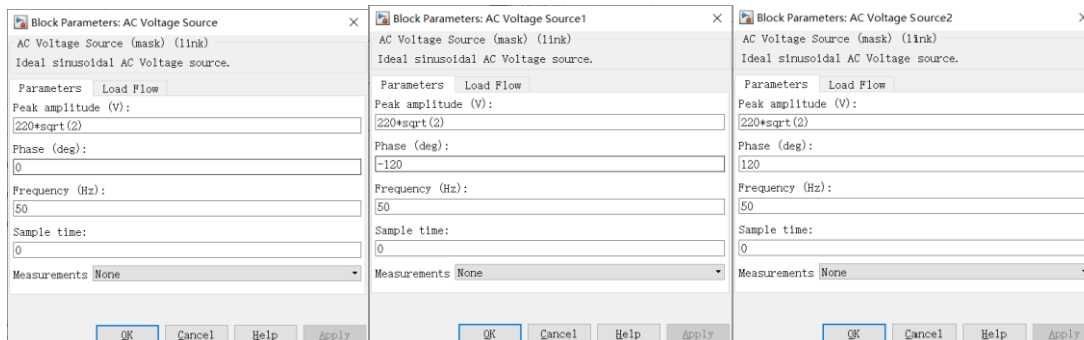 Block Parameters: AC Voltage Source
AC Voltage Source (mask) (link)
Ideal sinusoidal AC Voltage source.
Parameters Load Flow
Peak amplitude (V):
220*sqrt(2)
Phase (deg):
0
Frequency (Hz):
50
Sample time:
0
Measurements None
OK Cancel Help Apply
Block Parameters: AC Voltage Source1
AC Voltage Source (mask) (link)
Ideal sinusoidal AC Voltage source.
Parameters Load Flow
Peak amplitude (V):
220*sqrt(2)
Phase (deg):
-120
Frequency (Hz):
50
Sample time:
0
Measurements None
OK Cancel Help Apply
Block Parameters: AC Voltage Source2
AC Voltage Source (mask) (link)
Ideal sinusoidal AC Voltage source.
Parameters Load Flow
Peak amplitude (V):
220*sqrt(2)
Phase (deg):
120
Frequency (Hz):
50
Sample time:
0
Measurements None
OK Cancel Help Apply